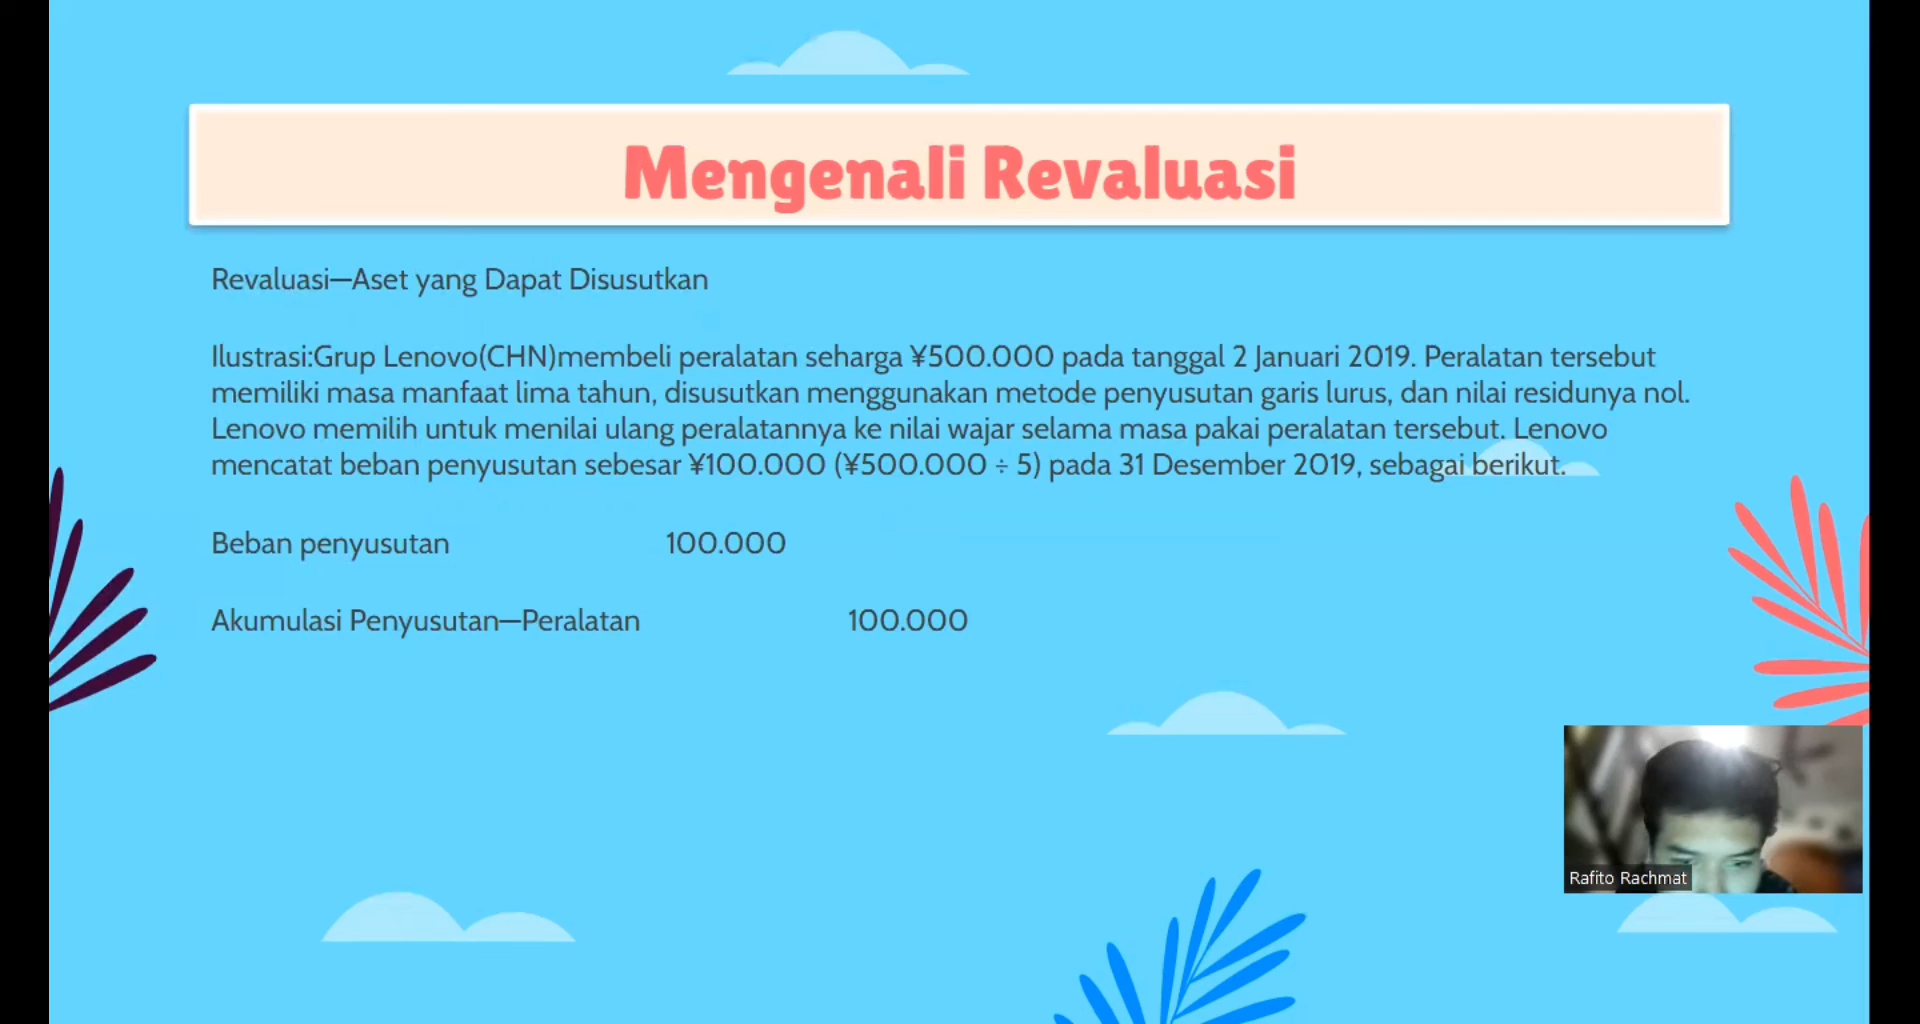 Mengenali Revaluasi
Revaluasi—Aset yang Dapat Disusutkan
Ilustrasi:Grup Lenovo(CHN)membeli peralatan seharga ¥500.000 pada tanggal 2 Januari 2019. Peralatan tersebut
memiliki masa manfaat lima tahun, disusutkan menggunakan metode penyusutan garis lurus, dan nilai residunya nol.
Lenovo memilih untuk menilai ulang peralatannya ke nilai wajar selama masa pakai peralatan tersebut. Lenovo
mencatat beban penyusutan sebesar ¥100.000 (¥500.000 ÷ 5) pada 31 Desember 2019, sebagai berikut.
Beban penyusutan 100.000
Akumulasi Penyusutan—Peralatan 100.000
Rafito Rachmat